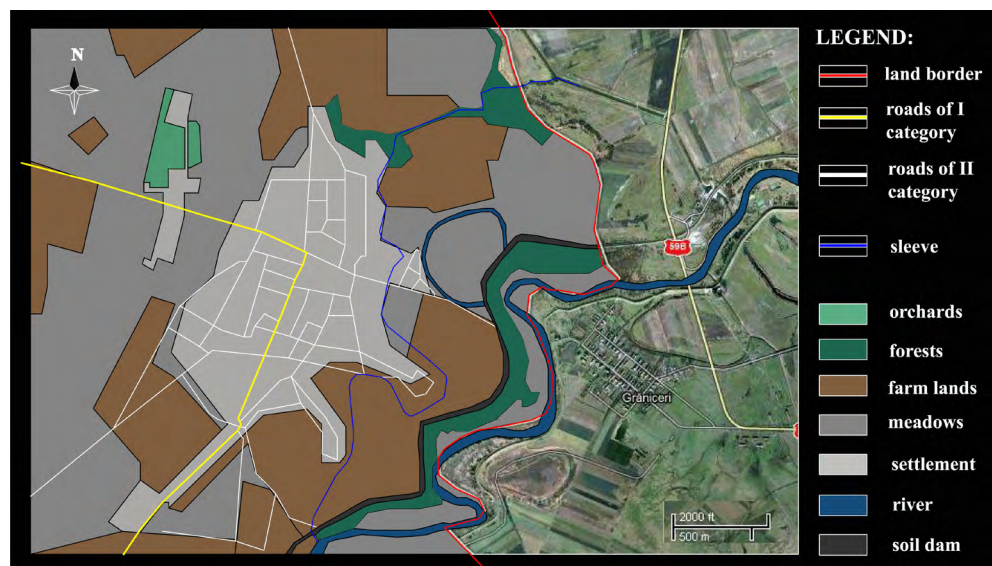 N
59B
Grăniceri
2000 ft
500 m
LEGEND:
land border
roads of I
category
roads of II
category
sleeve
orchards
forests
farm lands
meadows
settlement
river
soil dam